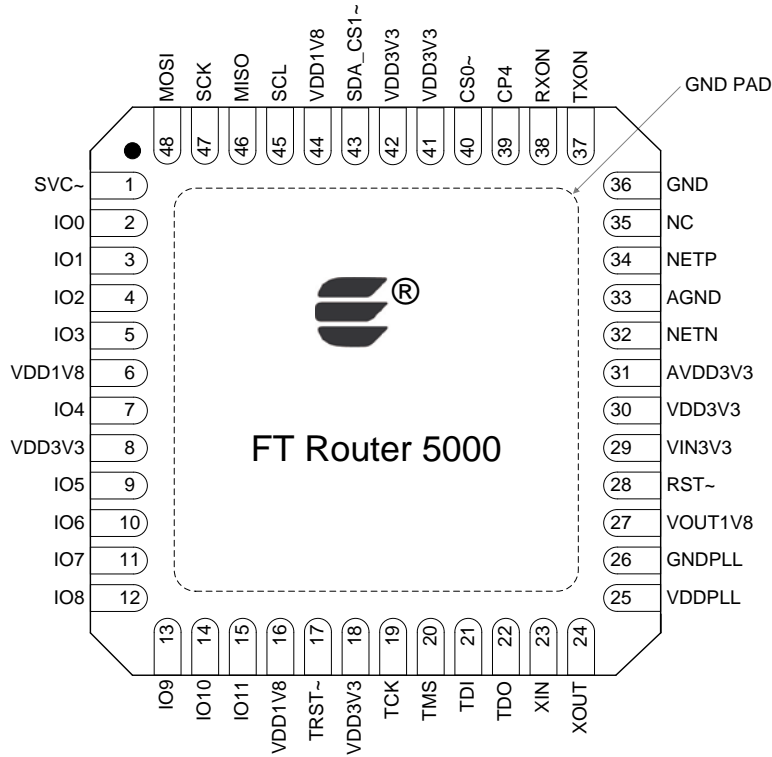 MOSI
SCK
MISO
SCL
VDD1V8
SDA_CS1~
VDD3V3
VDD3V3
CS0~
CP4
RXON
TXON
GND PAD
48
47
46
45
44
43
42
41
40
39
38
37
SVC~ 1
IO0 2
IO1 3
IO2 4
IO3 5
VDD1V8 6
IO4 7
VDD3V3 8
IO5 9
IO6 10
IO7 11
IO8 12
®
FT Router 5000
36 GND
35 NC
34 NETP
33 AGND
32 NETN
31 AVDD3V3
30 VDD3V3
29 VIN3V3
28 RST~
27 VOUT1V8
26 GNDPLL
25 VDDPLL
13
14
15
16
17
18
19
20
21
22
23
24
IO9
IO10
IO11
VDD1V8
TRST~
VDD3V3
TCK
TMS
TDI
TDO
XIN
XOUT